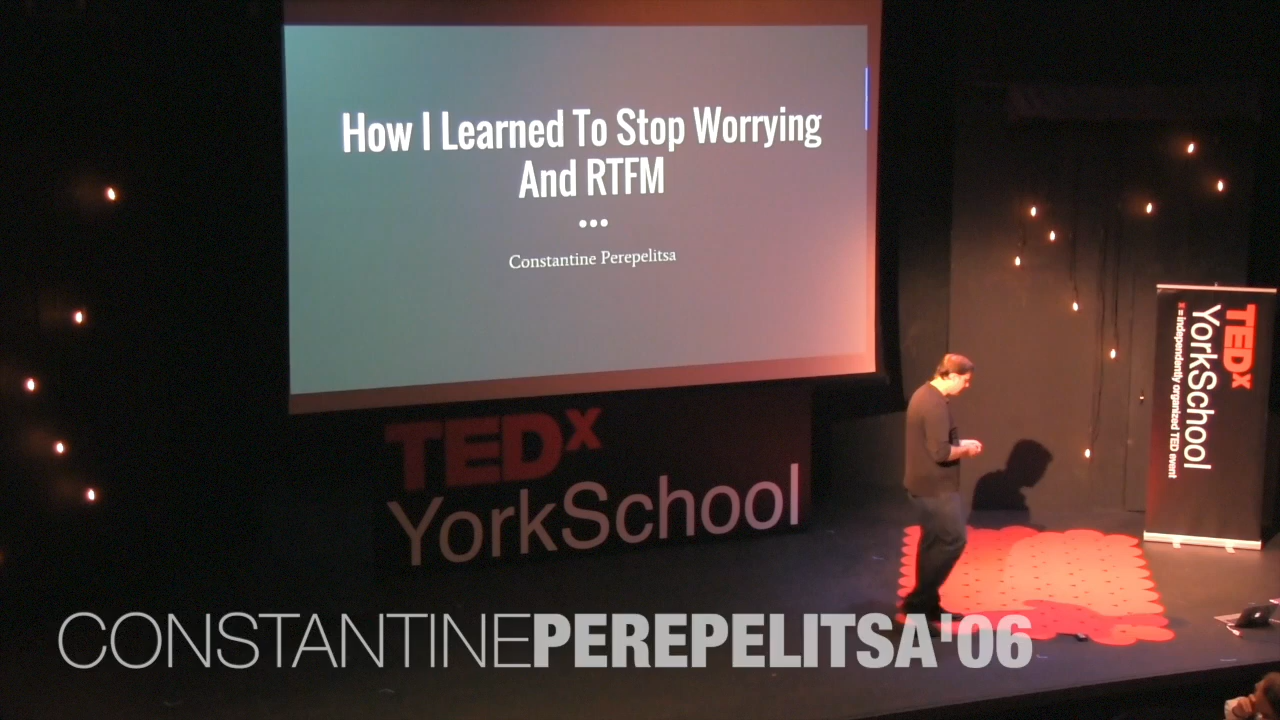 How I Learned To Stop Worrying
And RTFM
Constantine Perepelitsa
TEDx
YorkSchool
TEDx
YorkSchool
x = independently organized TED event
CONSTANTINEPEREPELITSA'06